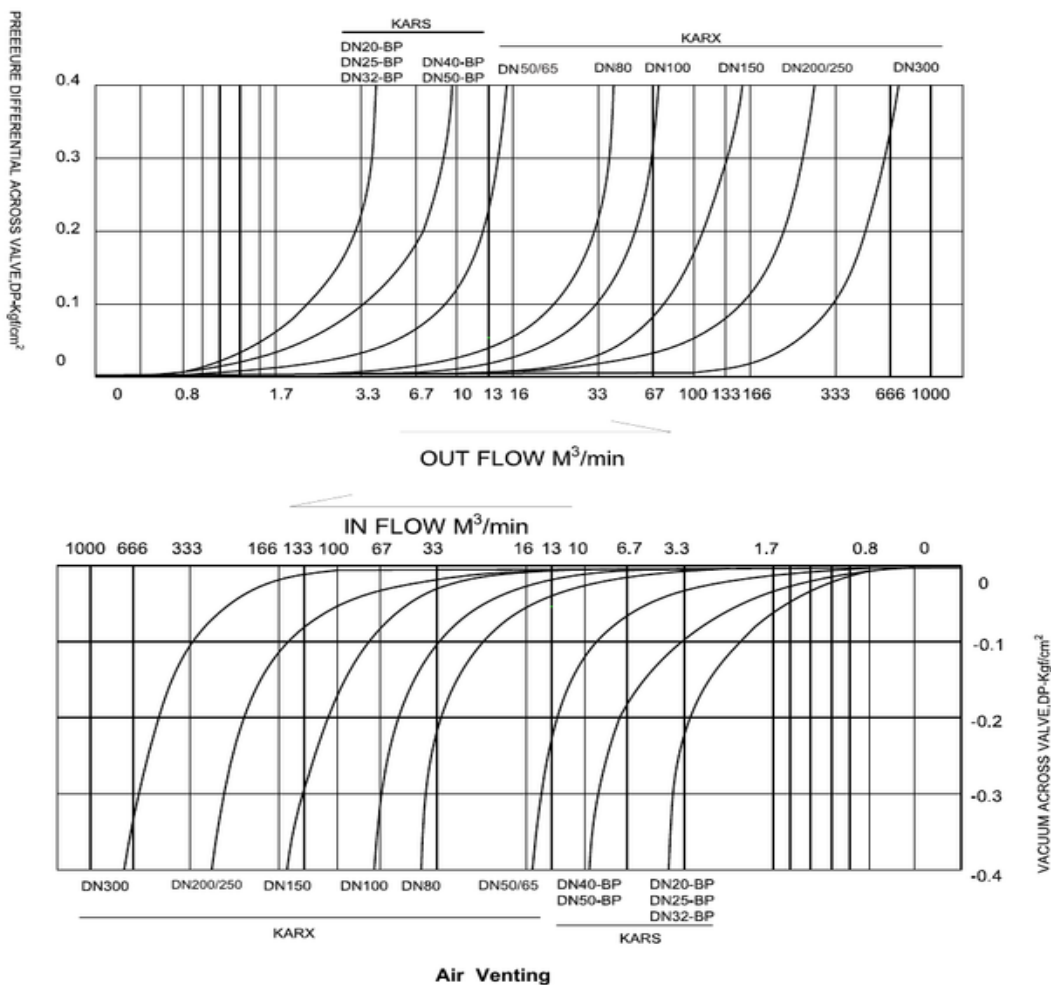 KARS
KARX
DN20-BP
DN25-BP
DN32-BP
DN40-BP
DN50-BP
DN50/65
DN80
DN100
DN150
DN200/250
DN300
PREEEURE DIFFERENTIAL ACROSS VALVE,DP-Kgf/cm²
0.4
0.3
0.2
0.1
0
0 0.8 1.7 3.3 6.7 10 13 16 33 67 100 133 166 333 666 1000
OUT FLOW M³/min
IN FLOW M³/min
1000 666 333 166 133 100 67 33 16 13 10 6.7 3.3 1.7 0.8 0
0
-0.1
-0.2
-0.3
-0.4
VACUUM ACROSS VALVE,DP-Kgf/cm²
DN300
DN200/250
DN150
DN100
DN80
DN50/65
DN40-BP
DN50-BP
DN20-BP
DN25-BP
DN32-BP
KARX
KARS
Air Venting